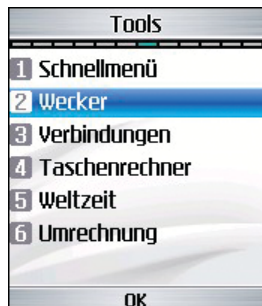 Tools
1 Schnellmenü
2 Wecker
3 Verbindungen
4 Taschenrechner
5 Weltzeit
6 Umrechnung
OK